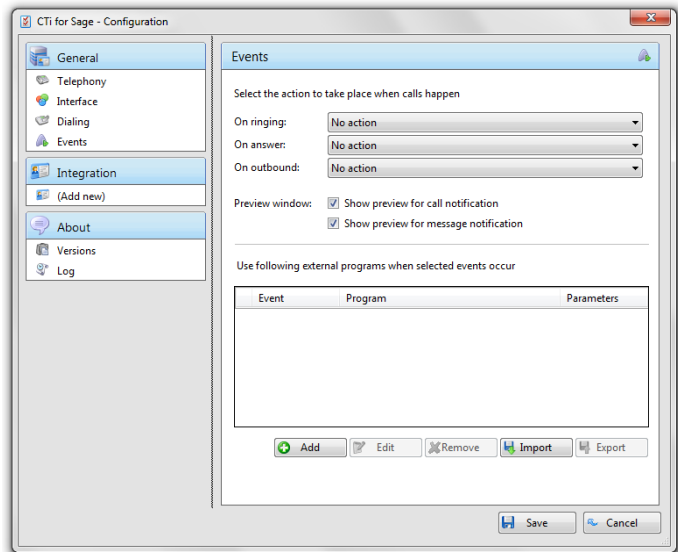 CTi for Sage - Configuration
General
Telephony
Interface
Dialing
Events
Integration
(Add new)
About
Versions
Log
Events
Select the action to take place when calls happen
On ringing: No action
On answer: No action
On outbound: No action
Preview window: Show preview for call notification
Show preview for message notification
Use following external programs when selected events occur
Event Program Parameters
Add Edit Remove Import Export
Save Cancel